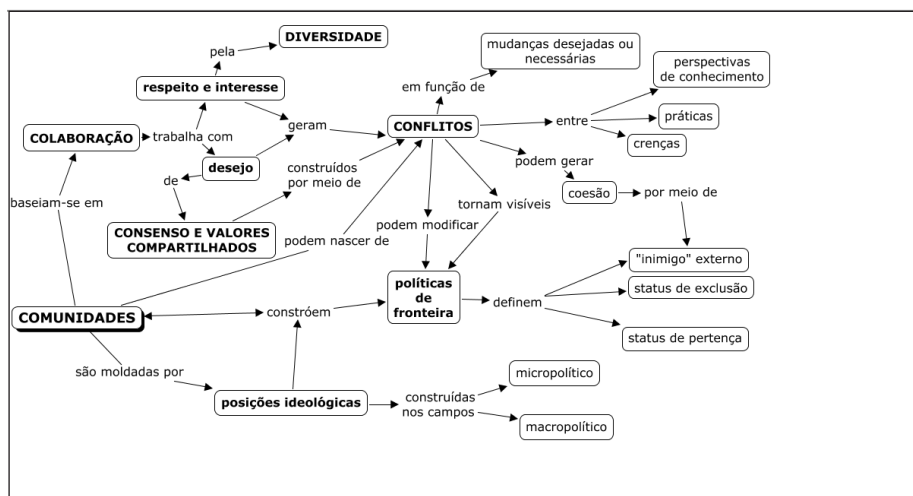 DIVERSIDADE
pela
mudanças desejadas ou
necessárias
perspectivas
de conhecimento
respeito e interesse
em função de
geram
CONFLITOS
entre
práticas
COLABORAÇÃO
trabalha com
crenças
desejo
construídos
por meio de
podem gerar
de
coesão
por meio de
baseiam-se em
tornam visíveis
CONSENSO E VALORES
COMPARTILHADOS
podem nascer de
podem modificar
"inimigo" externo
políticas
de
fronteira
definem
status de exclusão
COMUNIDADES
constróem
status de pertença
são moldadas por
micropolítico
posições ideológicas
construídas
nos campos
macropolítico